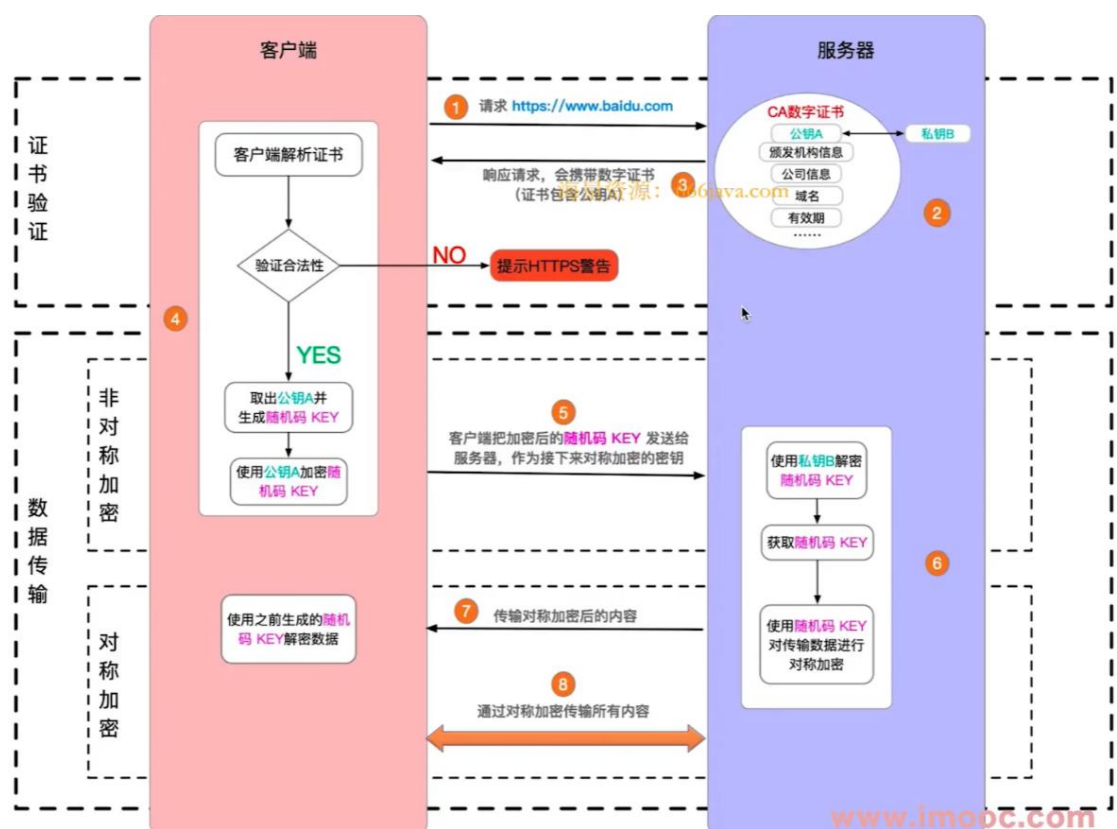 客户端
服务器
证书验证
1
请求 https://www.baidu.com
CA数字证书
公钥A
私钥B
颁发机构信息
公司信息
域名
有效期
......
2
客户端解析证书
响应请求，会携带数字证书
（证书包含公钥A）
3
资源：666java.com
验证合法性
NO
提示HTTPS警告
4
YES
数据传输
非对称加密
取出公钥A并
生成随机码 KEY
使用公钥A加密随
机码 KEY
5
客户端把加密后的随机码 KEY 发送给
服务器，作为接下来对称加密的密钥
使用私钥B解密
随机码 KEY
获取随机码 KEY
6
对称加密
使用之前生成的随机
码 KEY解密数据
7
传输对称加密后的内容
使用随机码 KEY
对传输数据进行
对称加密
8
通过对称加密传输所有内容
www.imooc.com